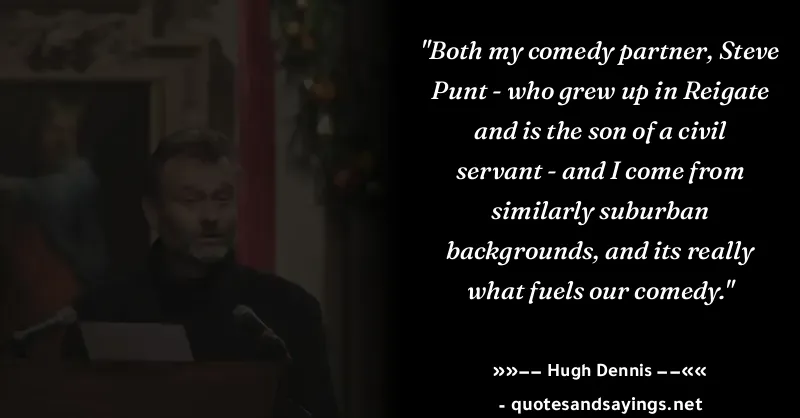 "Both my comedy partner, Steve
Punt - who grew up in Reigate
and is the son of a civil
servant - and I come from
similarly suburban
backgrounds, and its really
what fuels our comedy."
»»−− Hugh Dennis −−««
- quotesandsayings.net